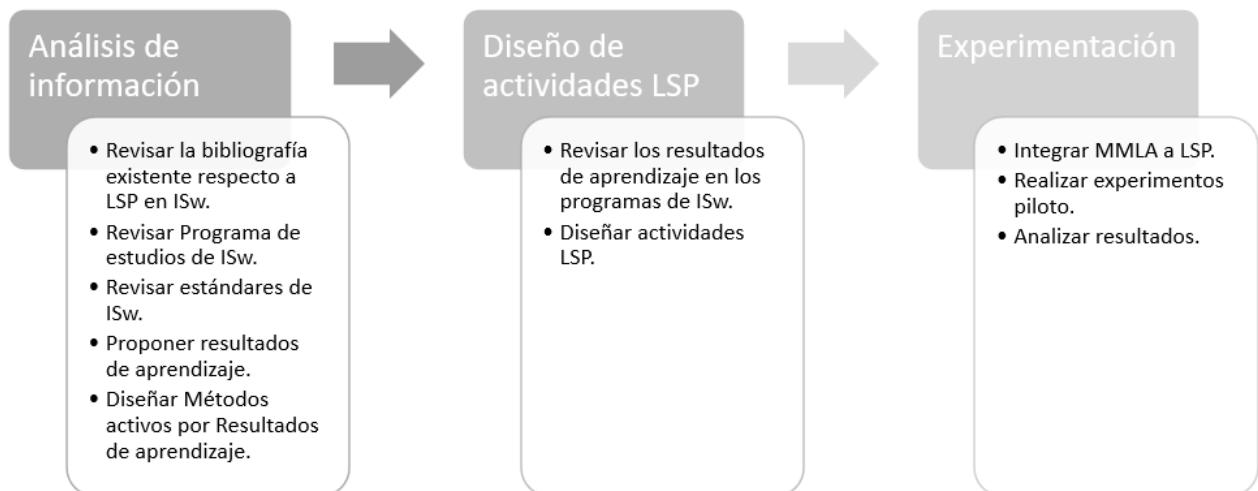 Análisis de
información
• Revisar la bibliografía
existente respecto a
LSP en ISw.
• Revisar Programa de
estudios de ISw.
• Revisar estándares de
ISw.
• Proponer resultados
de aprendizaje.
• Diseñar Métodos
activos por Resultados
de aprendizaje.
Diseño de
actividades LSP
• Revisar los resultados
de aprendizaje en los
programas de ISw.
• Diseñar actividades
LSP.
Experimentación
• Integrar MMLA a LSP.
• Realizar experimentos
piloto.
• Analizar resultados.